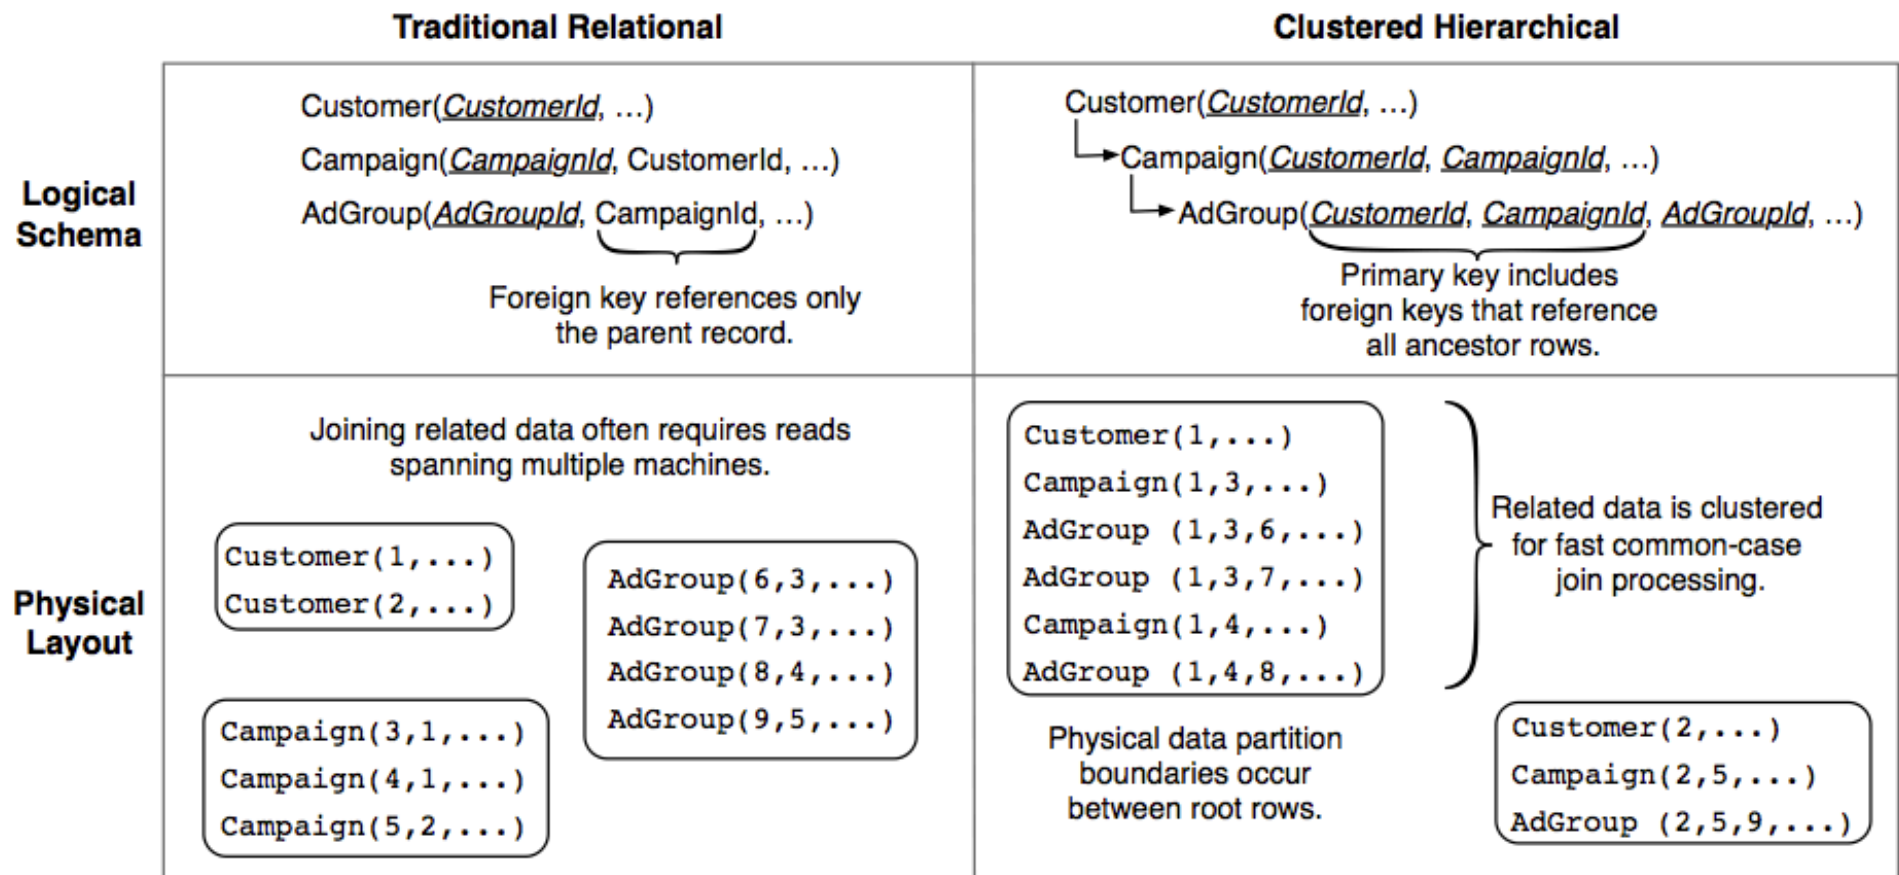 Traditional Relational
Clustered Hierarchical
Logical
Schema
Customer(CustomerId, ...)
Campaign(CampaignId, CustomerId, ...)
AdGroup(AdGroupId, CampaignId, ...)
Foreign key references only
the parent record.
Customer(CustomerId, ...)
Campaign(CustomerId, CampaignId, ...)
AdGroup(CustomerId, CampaignId, AdGroupId, ...)
Primary key includes
foreign keys that reference
all ancestor rows.
Physical
Layout
Joining related data often requires reads
spanning multiple machines.
Customer(1,...)
Customer(2,...)
AdGroup(6,3,...)
AdGroup(7,3,...)
AdGroup(8,4,...)
AdGroup(9,5,...)
Campaign(3,1,...)
Campaign(4,1,...)
Campaign(5,2,...)
Customer(1,...)
Campaign(1,3,...)
AdGroup (1,3,6,...)
AdGroup (1,3,7,...)
Campaign(1,4,...)
AdGroup (1,4,8,...)
Related data is clustered
for fast common-case
join processing.
Physical data partition
boundaries occur
between root rows.
Customer(2,...)
Campaign(2,5,...)
AdGroup (2,5,9,...)